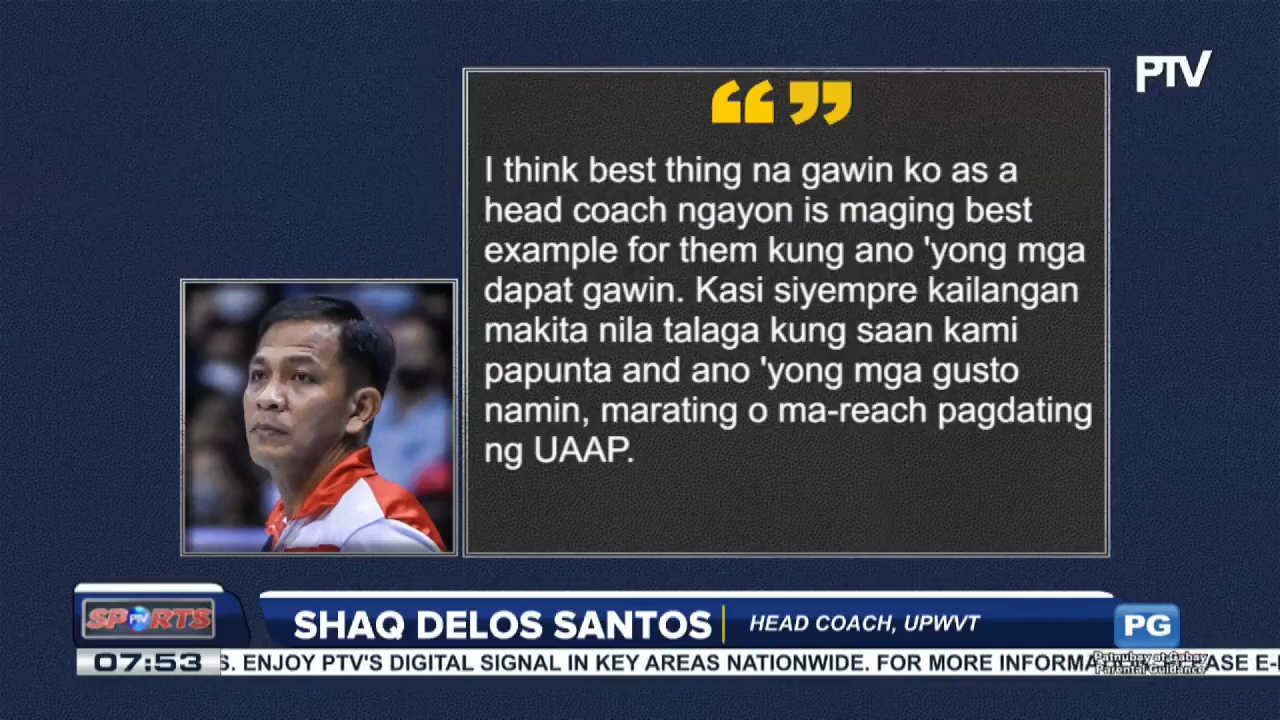 PTV
“ ”
I think best thing na gawin ko as a
head coach ngayon is maging best
example for them kung ano 'yong mga
dapat gawin. Kasi siyempre kailangan
makita nila talaga kung saan kami
papunta and ano 'yong mga gusto
namin, marating o ma-reach pagdating
ng UAAP.
SPORTS
PTV
SHAQ DELOS SANTOS
HEAD COACH, UPWVT
PG
Patnubay at Gabay
Parental Guidance
07:53
S. ENJOY PTV'S DIGITAL SIGNAL IN KEY AREAS NATIONWIDE. FOR MORE E-